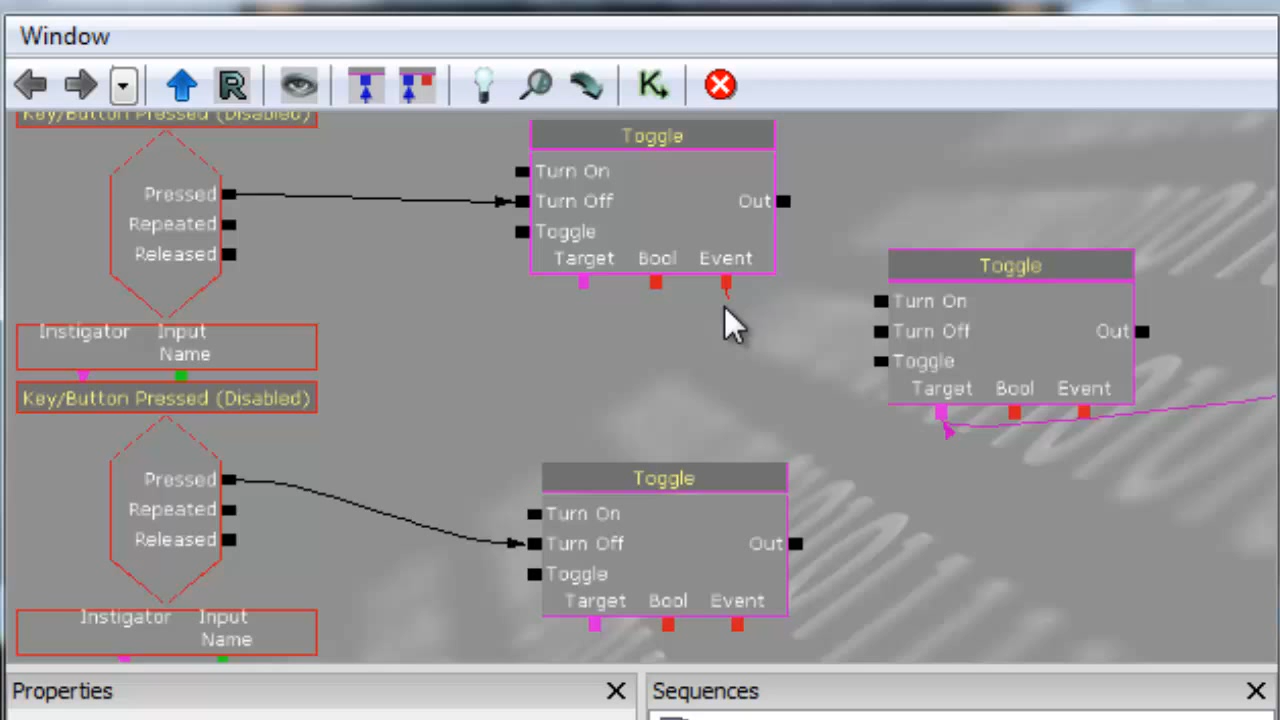 Window
R
K
Key/Button Pressed (Disabled)
Pressed
Repeated
Released
Instigator Input
Name
Toggle
Turn On
Turn Off Out
Toggle
Target Bool Event
Toggle
Turn On
Turn Off Out
Toggle
Target Bool Event
Key/Button Pressed (Disabled)
Pressed
Repeated
Released
Instigator Input
Name
Toggle
Turn On
Turn Off Out
Toggle
Target Bool Event
Properties
Sequences